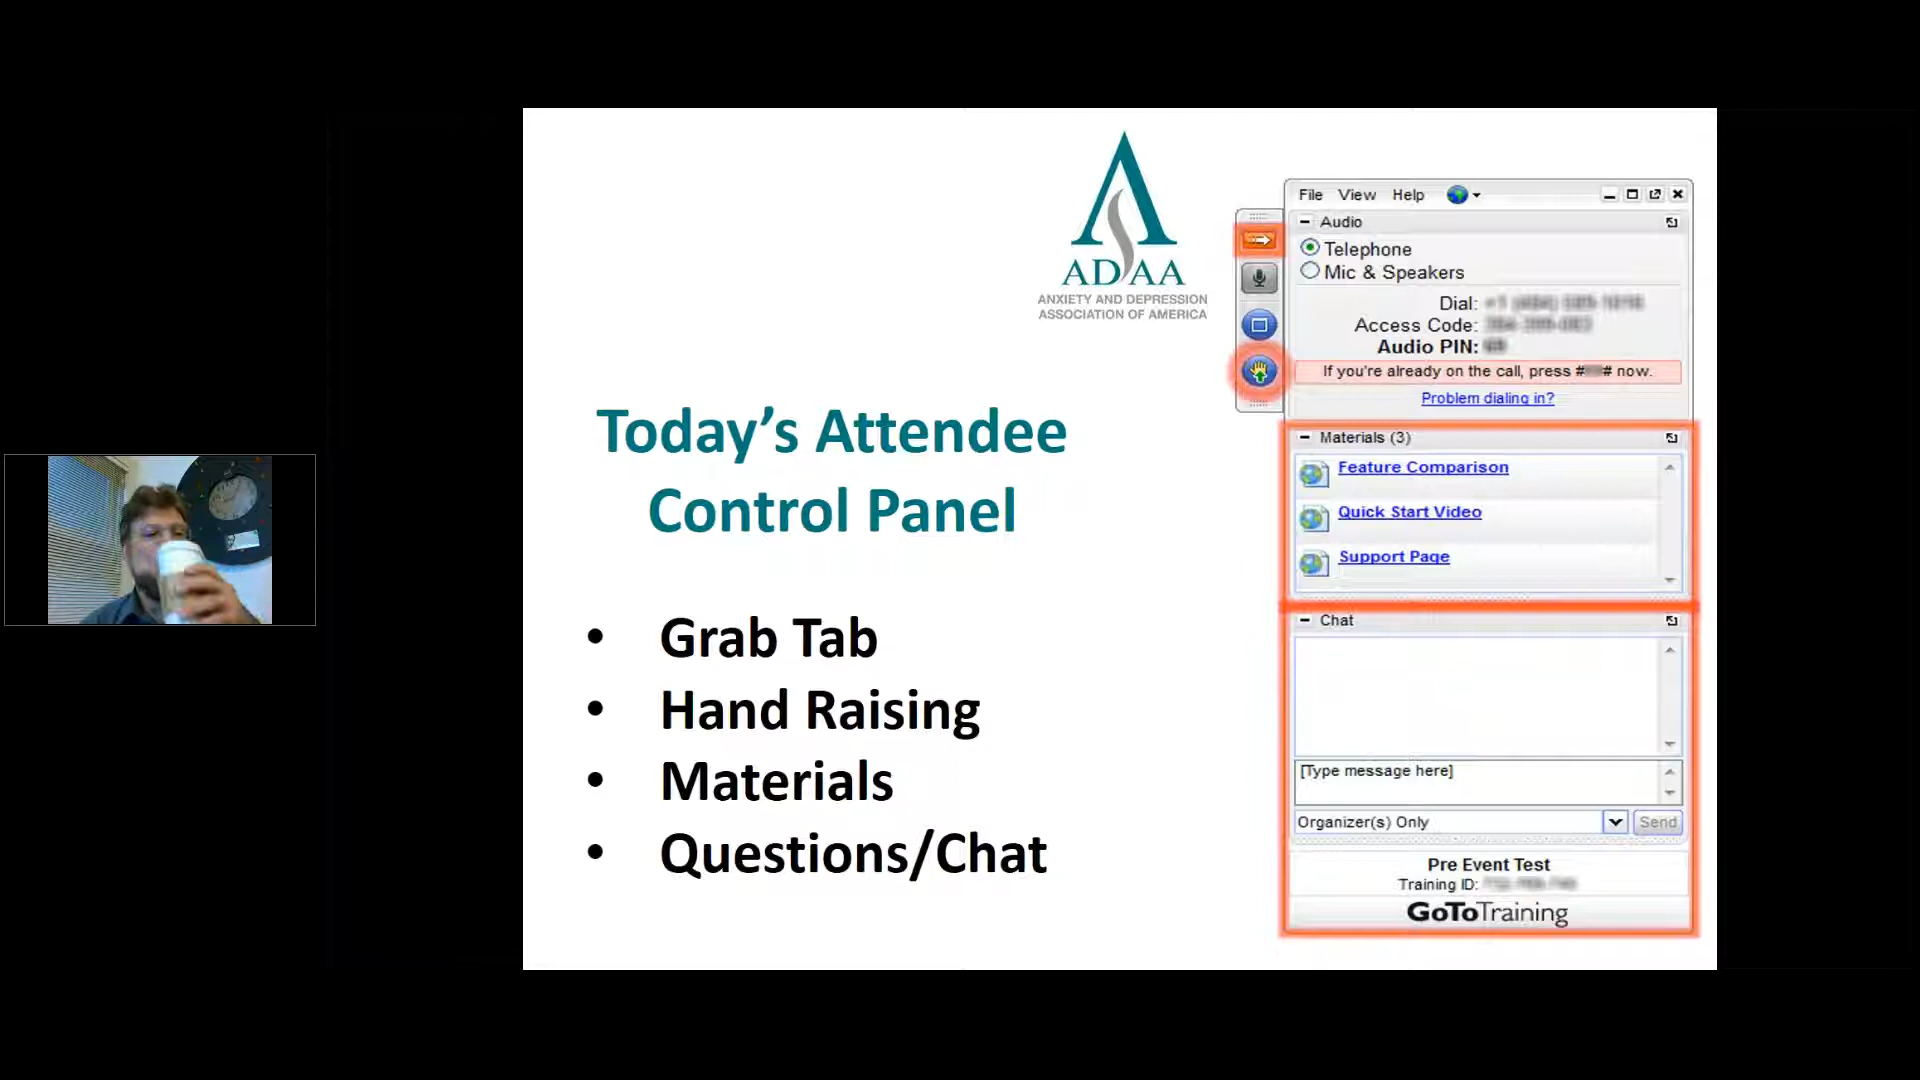 ADAA
ANXIETY AND DEPRESSION
ASSOCIATION OF AMERICA
Today's Attendee
Control Panel
• Grab Tab
• Hand Raising
• Materials
• Questions/Chat
File View Help
Audio
Telephone
Mic & Speakers
Dial:
Access Code:
Audio PIN:
If you're already on the call, press # # now.
Problem dialing in?
Materials (3)
Feature Comparison
Quick Start Video
Support Page
Chat
[Type message here]
Organizer(s) Only
Send
Pre Event Test
Training ID:
GoToTraining